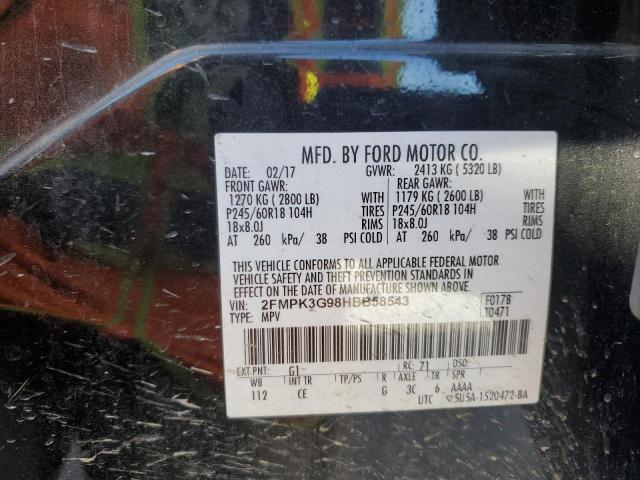 MFD. BY FORD MOTOR CO.
DATE: 02/17 GVWR: 2413 KG ( 5320 LB)
FRONT GAWR: REAR GAWR:
1270 KG ( 2800 LB) WITH 1179 KG ( 2600 LB) WITH
P245/60R18 104H TIRES P245/60R18 104H TIRES
18x8.0J RIMS 18x8.0J RIMS
AT 260 kPa/ 38 PSI COLD AT 260 kPa/ 38 PSI COLD
THIS VEHICLE CONFORMS TO ALL APPLICABLE FEDERAL MOTOR
VEHICLE SAFETY AND THEFT PREVENTION STANDARDS IN
EFFECT ON THE DATE OF MANUFACTURE SHOWN ABOVE.
VIN: 2FMPK3G98HBB58543 F0178
TYPE: MPV T0471
EXT PNT: G1 RC: 71 DSO:
WB INT TR TP/PS R AXLE TR SPR
112 CE G 3C 6 AAAA
UTC 5U5A-1520472-BA